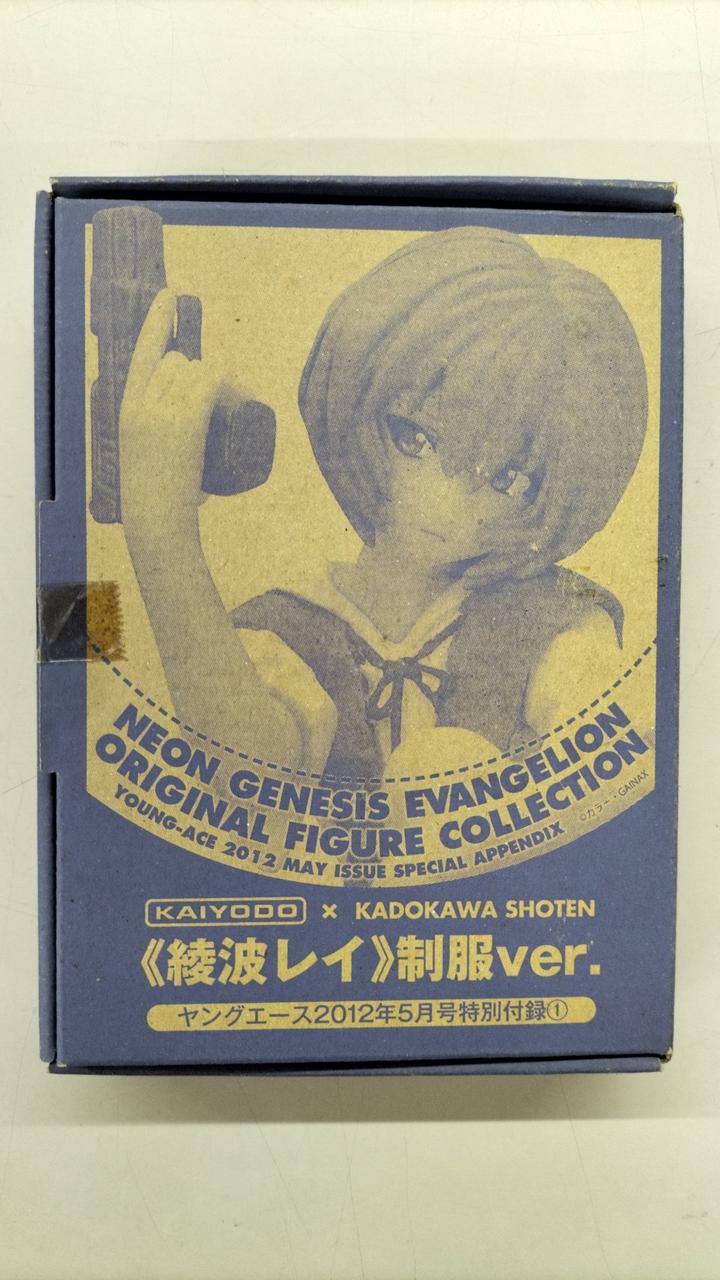 NEON GENESIS EVANGELION
ORIGINAL FIGURE COLLECTION
YOUNG-ACE 2012 MAY ISSUE SPECIAL APPENDIX
©カラー・GAINAX
KAIYODO × KADOKAWA SHOTEN
《綾波レイ》制服ver.
ヤングエース2012年5月号特別付録①